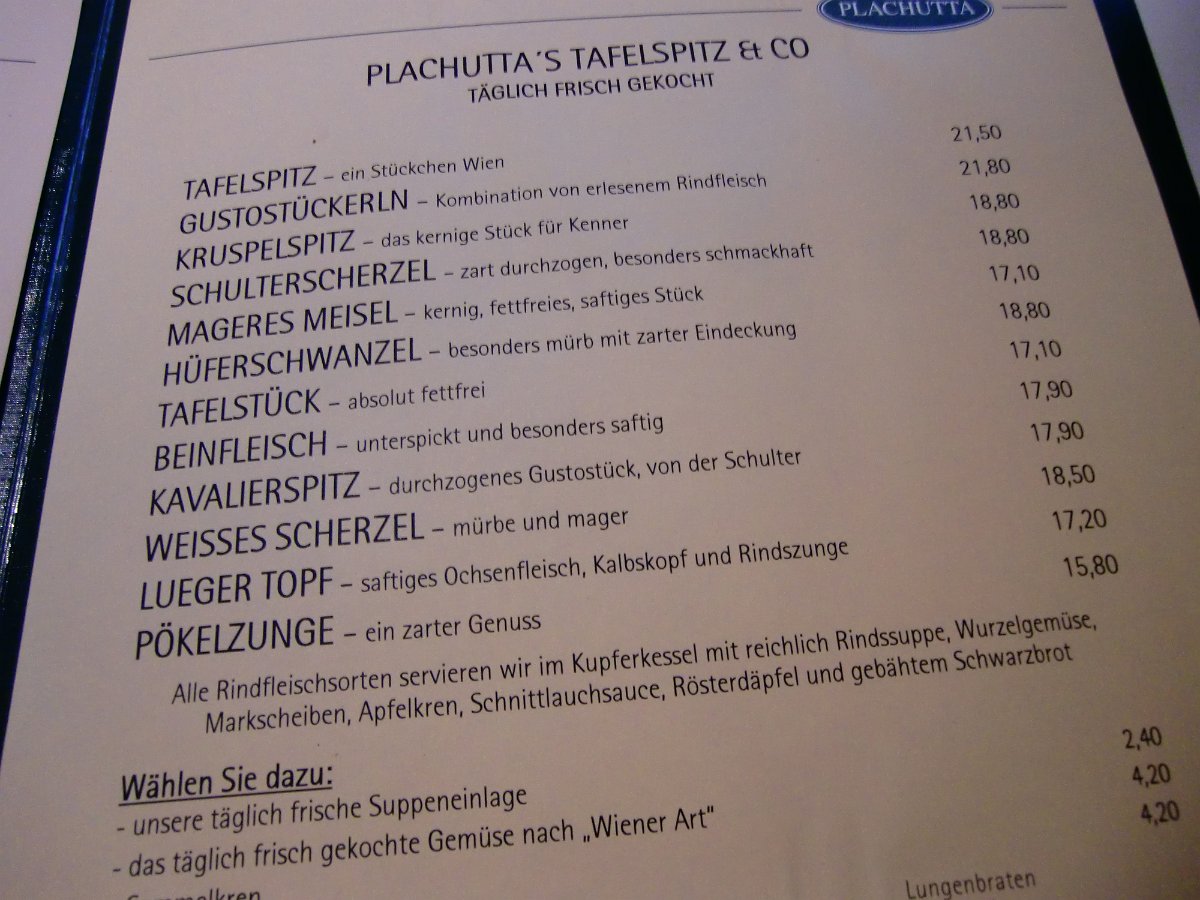 PLACHUTTA
PLACHUTTA´S TAFELSPITZ & CO
TÄGLICH FRISCH GEKOCHT
TAFELSPITZ – ein Stückchen Wien 21,50
GUSTOSTÜCKERLN – Kombination von erlesenem Rindfleisch 21,80
KRUSPELSPITZ – das kernige Stück für Kenner 18,80
SCHULTERSCHERZEL – zart durchzogen, besonders schmackhaft 18,80
MAGERES MEISEL – kernig, fettfreies, saftiges Stück 17,10
HÜFERSCHWANZEL – besonders mürb mit zarter Eindeckung 18,80
TAFELSTÜCK – absolut fettfrei 17,10
BEINFLEISCH – unterspickt und besonders saftig 17,90
KAVALIERSPITZ – durchzogenes Gustostück, von der Schulter 17,90
WEISSES SCHERZEL – mürbe und mager 18,50
LUEGER TOPF – saftiges Ochsenfleisch, Kalbskopf und Rindszunge 17,20
PÖKELZUNGE – ein zarter Genuss 15,80
Alle Rindfleischsorten servieren wir im Kupferkessel mit reichlich Rindssuppe, Wurzelgemüse,
Markscheiben, Apfelkren, Schnittlauchsauce, Rösterdäpfel und gebähtem Schwarzbrot
Wählen Sie dazu:
- unsere täglich frische Suppeneinlage 2,40
- das täglich frisch gekochte Gemüse nach „Wiener Art" 4,20
- Semmelkren 4,20
Lungenbraten